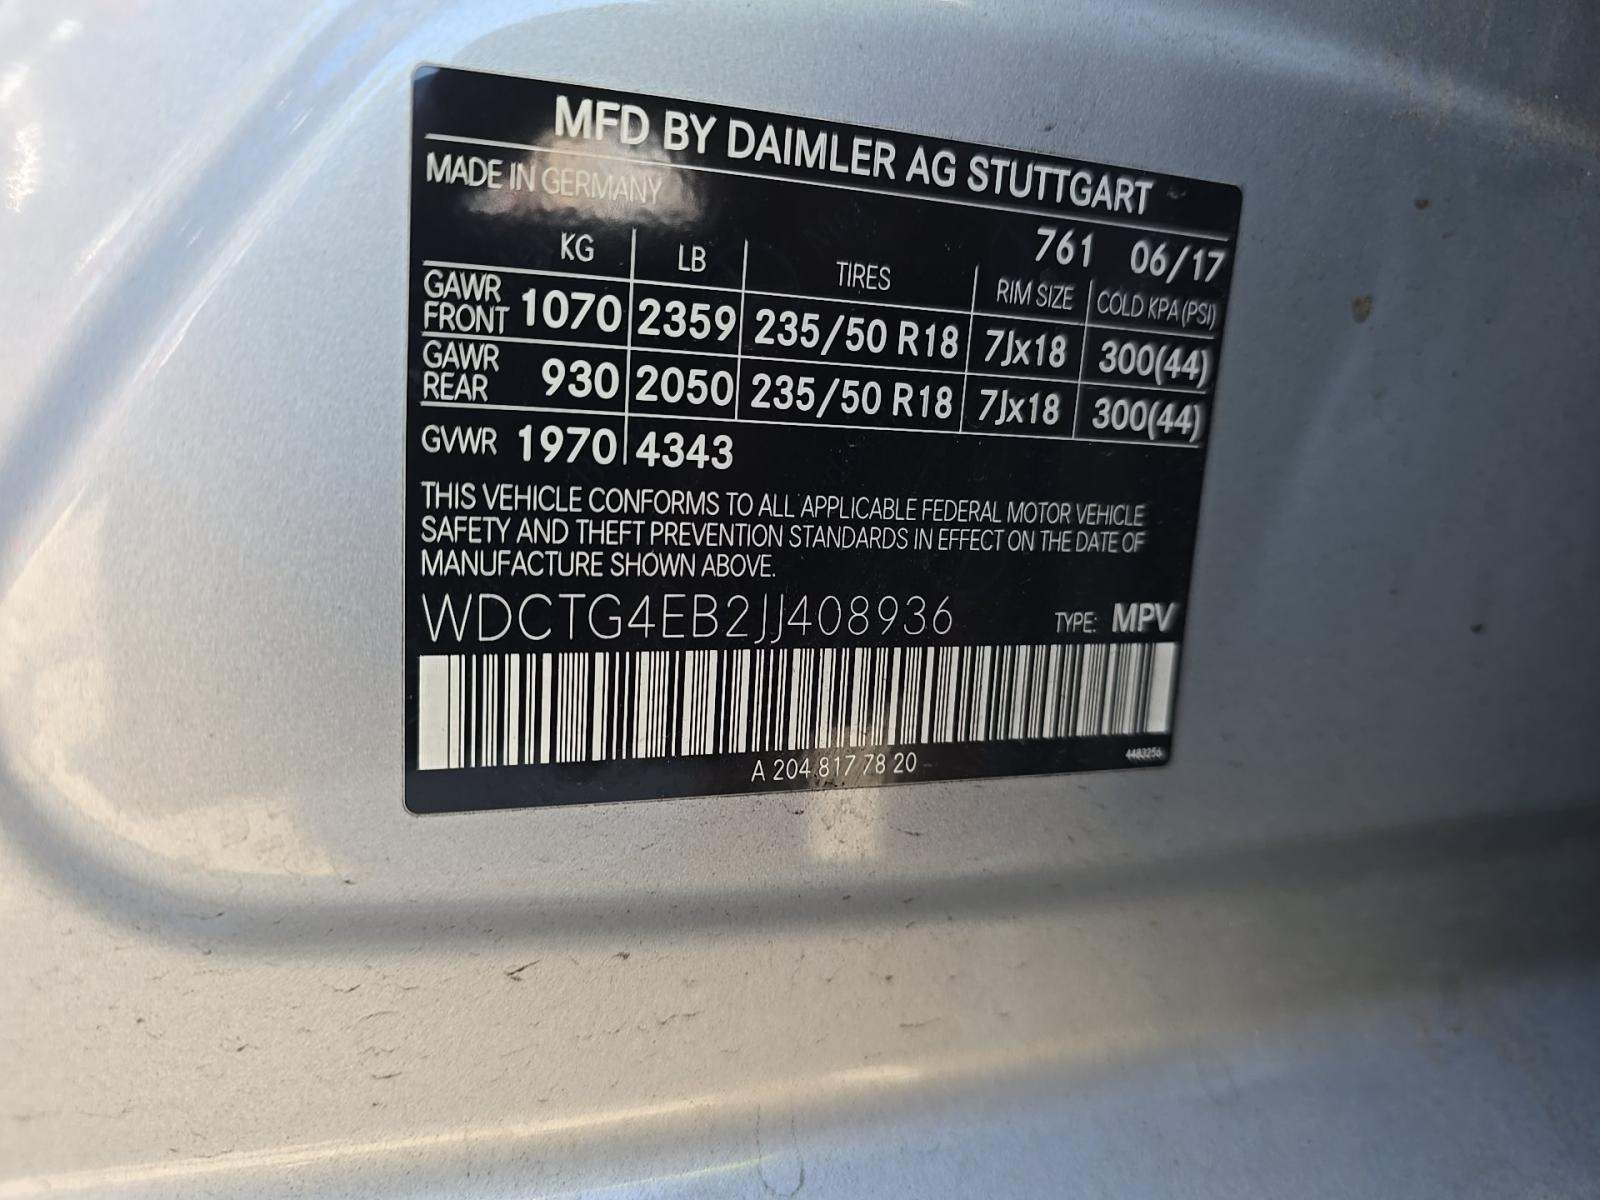 MFD BY DAIMLER AG STUTTGART
MADE IN GERMANY
761 06/17
KG LB TIRES RIM SIZE COLD KPA (PSI)
GAWR FRONT 1070 2359 235/50 R18 7Jx18 300(44)
GAWR REAR 930 2050 235/50 R18 7Jx18 300(44)
GVWR 1970 4343
THIS VEHICLE CONFORMS TO ALL APPLICABLE FEDERAL MOTOR VEHICLE
SAFETY AND THEFT PREVENTION STANDARDS IN EFFECT ON THE DATE OF
MANUFACTURE SHOWN ABOVE.
WDCTG4EB2JJ408936 TYPE: MPV
A 204 817 78 20
4483256